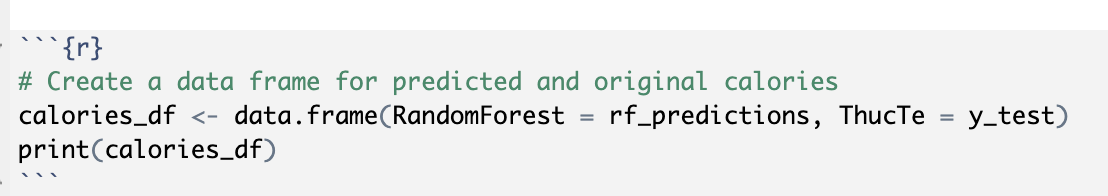 ```{r}
# Create a data frame for predicted and original calories
calories_df <- data.frame(RandomForest = rf_predictions, ThucTe = y_test)
print(calories_df)
```